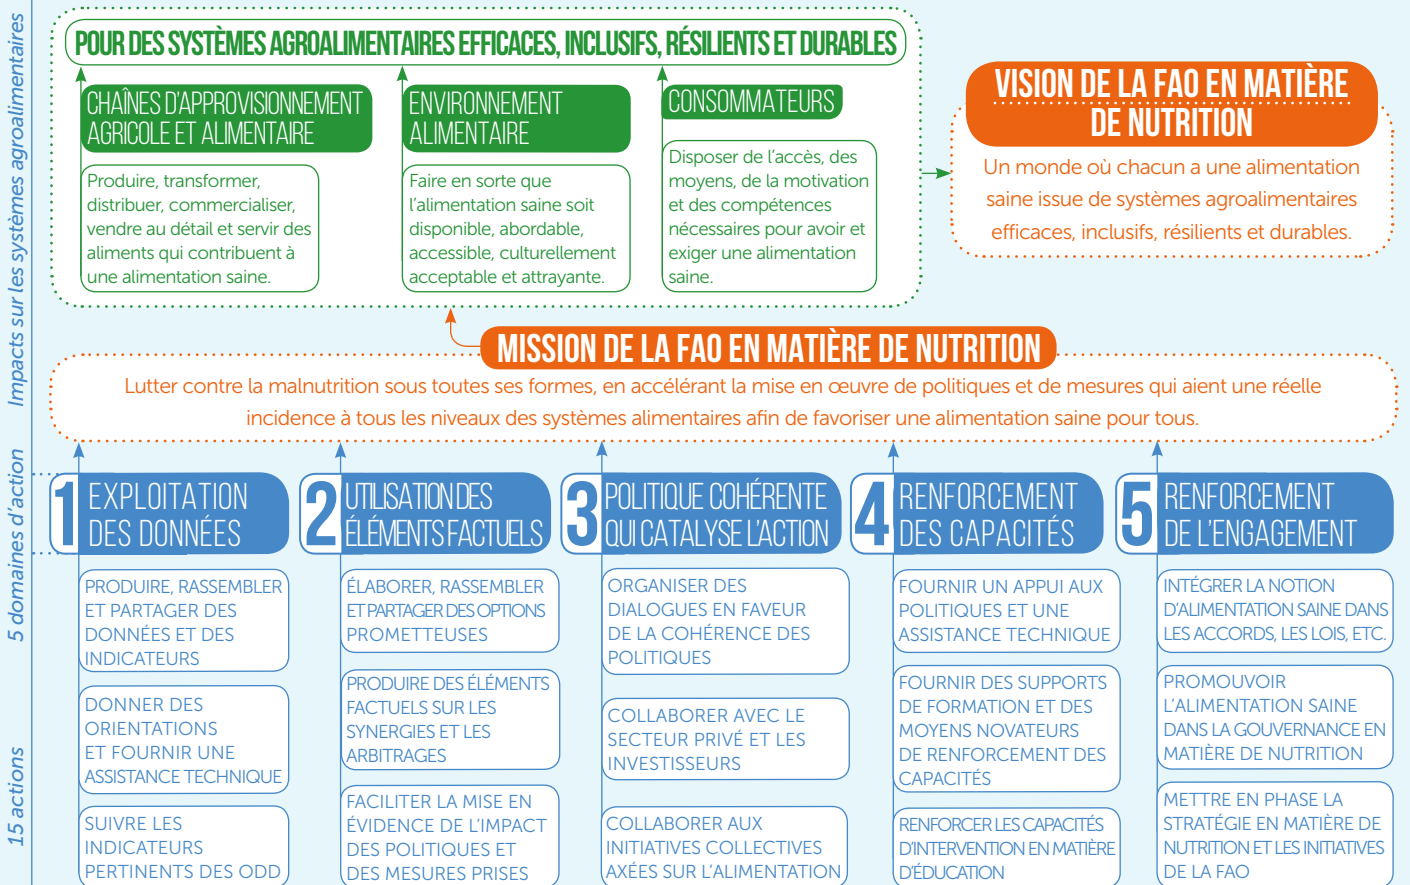 Impacts sur les systèmes agroalimentaires
POUR DES SYSTÈMES AGROALIMENTAIRES EFFICACES, INCLUSIFS, RÉSILIENTS ET DURABLES
CHAÎNES D'APPROVISIONNEMENT
AGRICOLE ET ALIMENTAIRE
Produire, transformer,
distribuer, commercialiser,
vendre au détail et servir des
aliments qui contribuent à
une alimentation saine.
ENVIRONNEMENT
ALIMENTAIRE
Faire en sorte que
l'alimentation saine soit
disponible, abordable,
accessible, culturellement
acceptable et attrayante.
CONSOMMATEURS
Disposer de l'accès, des
moyens, de la motivation
et des compétences
nécessaires pour avoir et
exiger une alimentation
saine.
VISION DE LA FAO EN MATIÈRE
DE NUTRITION
Un monde où chacun a une alimentation
saine issue de systèmes agroalimentaires
efficaces, inclusifs, résilients et durables.
MISSION DE LA FAO EN MATIÈRE DE NUTRITION
Lutter contre la malnutrition sous toutes ses formes, en accélérant la mise en œuvre de politiques et de mesures qui aient une réelle
incidence à tous les niveaux des systèmes alimentaires afin de favoriser une alimentation saine pour tous.
5 domaines d'action
1 EXPLOITATION
DES DONNÉES
2 UTILISATION DES
ÉLÉMENTS FACTUELS
3 POLITIQUE COHÉRENTE
QUI CATALYSE L'ACTION
4 RENFORCEMENT
DES CAPACITÉS
5 RENFORCEMENT
DE L'ENGAGEMENT
15 actions
PRODUIRE, RASSEMBLER
ET PARTAGER DES
DONNÉES ET DES
INDICATEURS
DONNER DES
ORIENTATIONS
ET FOURNIR UNE
ASSISTANCE TECHNIQUE
SUIVRE LES
INDICATEURS
PERTINENTS DES ODD
ÉLABORER, RASSEMBLER
ET PARTAGER DES OPTIONS
PROMETTEUSES
PRODUIRE DES ÉLÉMENTS
FACTUELS SUR LES
SYNERGIES ET LES
ARBITRAGES
FACILITER LA MISE EN
ÉVIDENCE DE L'IMPACT
DES POLITIQUES ET
DES MESURES PRISES
ORGANISER DES
DIALOGUES EN FAVEUR
DE LA COHÉRENCE DES
POLITIQUES
COLLABORER AVEC LE
SECTEUR PRIVÉ ET LES
INVESTISSEURS
COLLABORER AUX
INITIATIVES COLLECTIVES
AXÉES SUR L'ALIMENTATION
FOURNIR UN APPUI AUX
POLITIQUES ET UNE
ASSISTANCE TECHNIQUE
FOURNIR DES SUPPORTS
DE FORMATION ET DES
MOYENS NOVATEURS
DE RENFORCEMENT DES
CAPACITÉS
RENFORCER LES CAPACITÉS
D'INTERVENTION EN MATIÈRE
D'ÉDUCATION
INTÉGRER LA NOTION
D'ALIMENTATION SAINE DANS
LES ACCORDS, LES LOIS, ETC.
PROMOUVOIR
L'ALIMENTATION SAINE
DANS LA GOUVERNANCE EN
MATIÈRE DE NUTRITION
METTRE EN PHASE LA
STRATÉGIE EN MATIÈRE DE
NUTRITION ET LES INITIATIVES
DE LA FAO